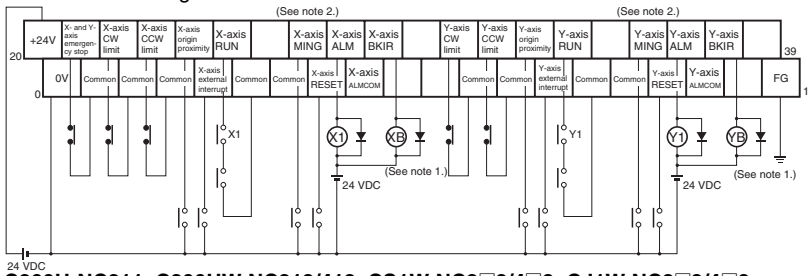 (See note 2.) (See note 2.)
+24V
X- and Y-axis emergency stop
X-axis CW limit
X-axis CCW limit
X-axis origin proximity
X-axis RUN
X-axis MING
X-axis ALM
X-axis BKIR
Y-axis CW limit
Y-axis CCW limit
Y-axis origin proximity
Y-axis RUN
Y-axis MING
Y-axis ALM
Y-axis BKIR
20
39
0V
Common
Common
Common
X-axis external interrupt
Common
Common
X-axis RESET
X-axis ALMCOM
Common
Common
Y-axis external interrupt
Common
Common
Y-axis RESET
Y-axis ALMCOM
FG
0
1
X1
X1
XB
Y1
Y1
YB
(See note 1.)
(See note 1.)
24 VDC
24 VDC
24 VDC